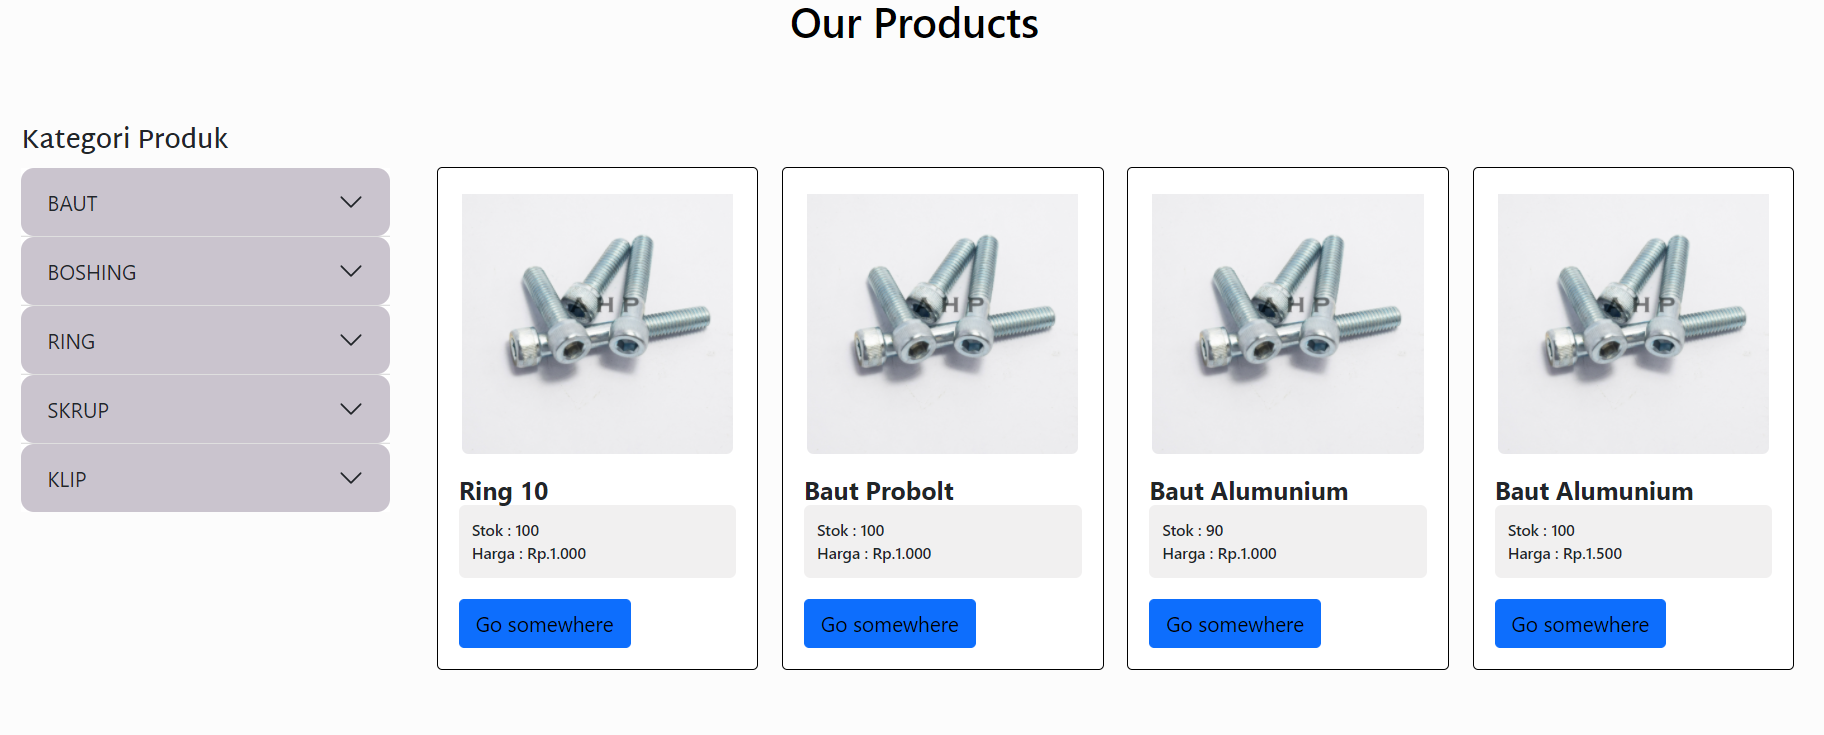 Our Products
Kategori Produk
BAUT
BOSHING
RING
SKRUP
KLIP
AHP
Ring 10
Stok : 100
Harga : Rp.1.000
Go somewhere
AHP
Baut Probolt
Stok : 100
Harga : Rp.1.000
Go somewhere
AHP
Baut Alumunium
Stok : 90
Harga : Rp.1.000
Go somewhere
AHP
Baut Alumunium
Stok : 100
Harga : Rp.1.500
Go somewhere